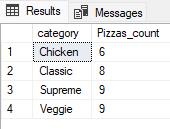 Results Messages
category Pizzas_count
1 Chicken 6
2 Classic 8
3 Supreme 9
4 Veggie 9